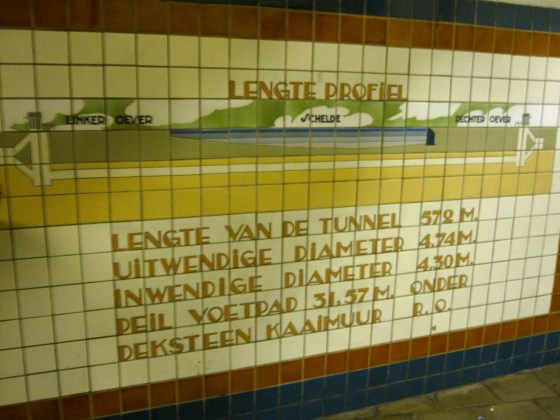 LENGTE PROFIEL
LINKER OEVER SCHELDE RECHTER OEVER
LENGTE VAN DE TUNNEL 572 M.
UITWENDIGE DIAMETER 4.74 M.
INWENDIGE DIAMETER 4.30 M.
PEIL VOETPAD 31.57 M. ONDER
DEKSTEEN KAAIMUUR R. O.